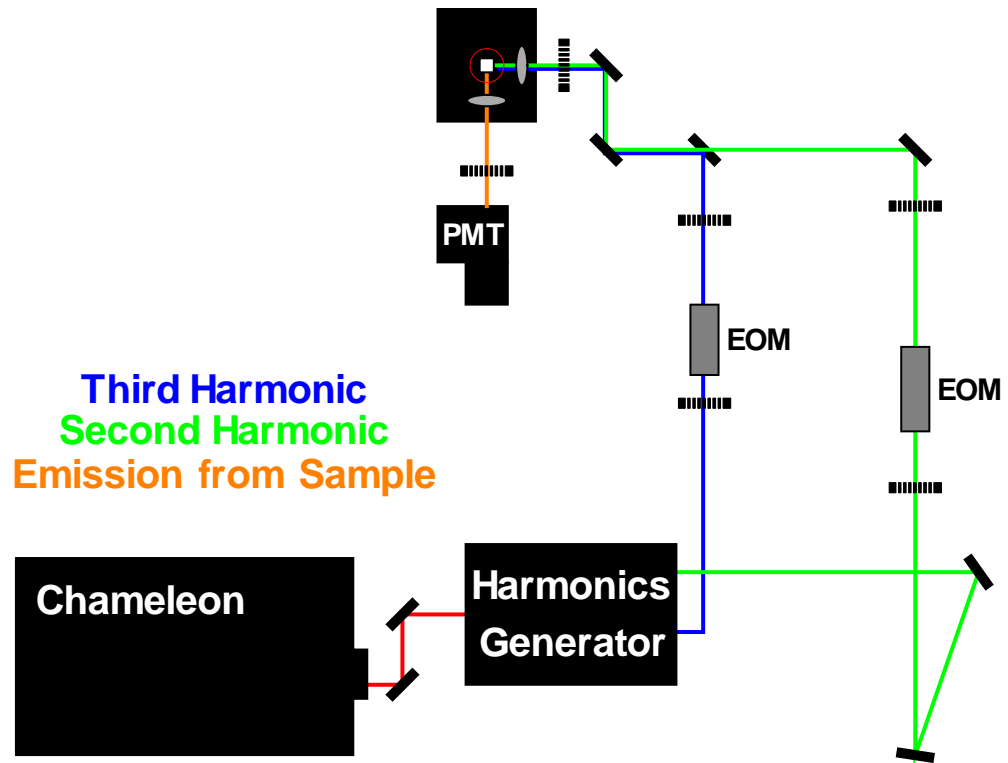 PMT
EOM
EOM
Third Harmonic
Second Harmonic
Emission from Sample
Chameleon
Harmonics
Generator